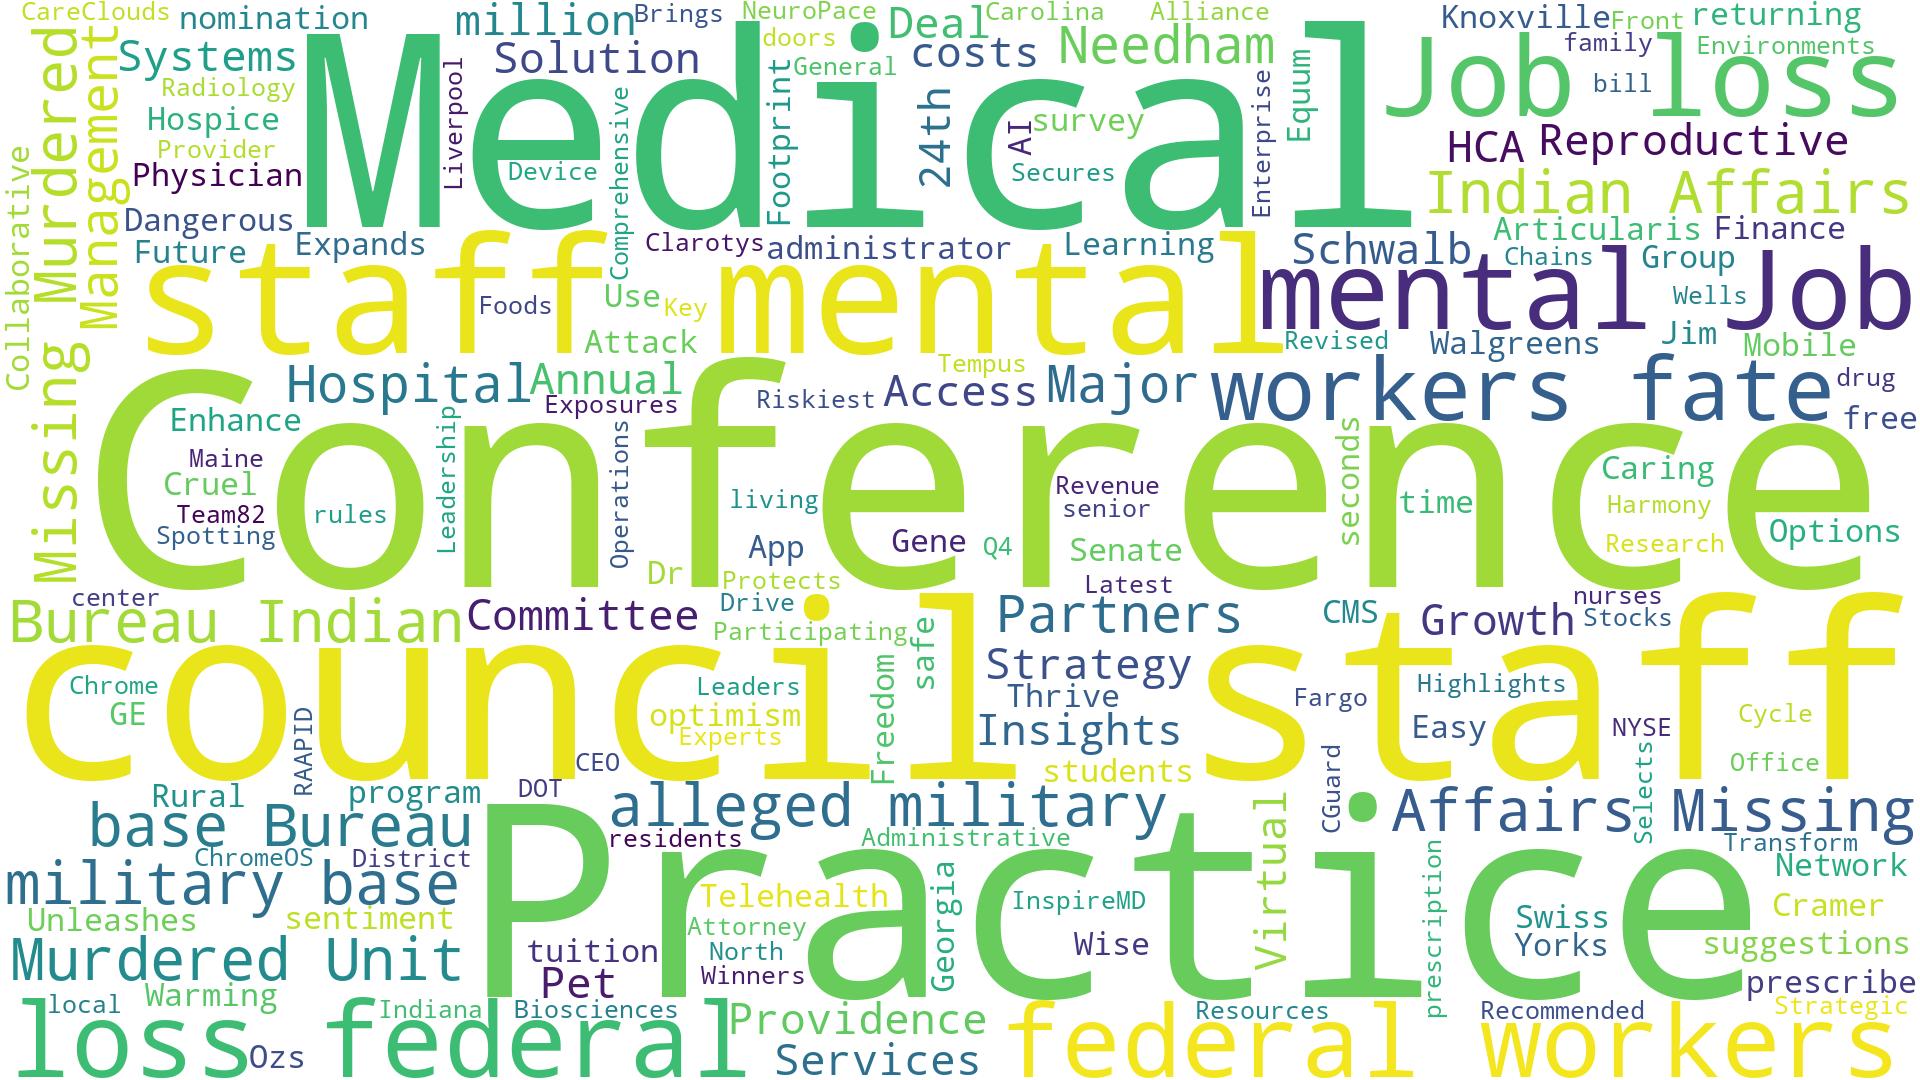 CareClouds
nomination
million
Brings
NeuroPace
Deal
Carolina
Alliance
Knoxville
Front
returning
Systems
Solution
doors
General
costs
Needham
family
Environments
Medical
Job loss
Radiology
bill
Hospice
Provider
Physician
Liverpool
Device
Comprehensive
Footprint
24th
AI
survey
Secures
Enterprise
Equum
HCA
Reproductive
Indian Affairs
Missing Murdered
Management
Collaborative
Dangerous
Future
Expands
Clarotys
administrator
Learning
Schwalb
Articularis
Finance
Chains
Group
staff mental
mental Job
Foods
Use
Key
Wells
Attack
Revised
Walgreens
Jim
Mobile
Hospital
Annual
Tempus
Exposures
Riskiest
Access
Major
workers fate
drug
free
Conference
Enhance
Maine
Cruel
Team82
Spotting
rules
Leadership
Operations
living
App
Revenue
senior
Gene
Q4
Senate
seconds
time
Caring
Harmony
Research
Options
Dr
Protects
Latest
center
Bureau Indian
Committee
Drive
Participating
safe
Partners
CMS
Growth
nurses
Stocks
council staff
Chrome
GE
RAAPID
Leaders
optimism
Experts
Freedom
Strategy
Thrive
Insights
Fargo
Highlights
Easy
NYSE
Cycle
Office
CEO
students
DOT
Rural
program
alleged military
CGuard
Affairs Missing
Selects
base Bureau
residents
Administrative
Virtual
Transform
ChromeOS
District
Practice
prescription
Network
military base
Telehealth
Georgia
InspireMD
Swiss
Cramer
Unleashes
sentiment
Attorney
Yorks
Murdered Unit
tuition
North
Wise
suggestions
Pet
Winners
prescribe
local
Warming
Indiana
Biosciences
Resources
Recommended
Strategic
loss federal
Providence
federal workers
Ozs
Services